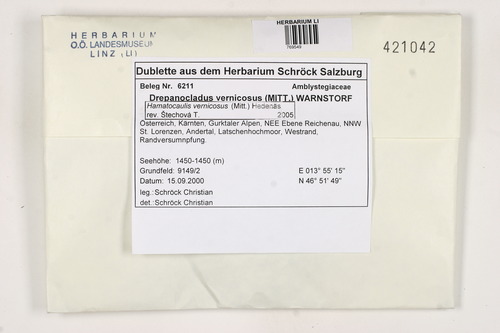 HERBARIUM
O.Ö. LANDESMUSEUM
LINZ (LI)
HERBARIUM LI
769549
421042
Dublette aus dem Herbarium Schröck Salzburg
Beleg Nr. 6211 Amblystegiaceae
Drepanocladus vernicosus (MITT.) WARNSTORF
Hamatocaulis vernicosus (Mitt.) Hedenäs
rev. Štechová T. 2005
Österreich, Kärnten, Gurktaler Alpen, NEE Ebene Reichenau, NNW
St. Lorenzen, Andertal, Latschenhochmoor, Westrand,
Randversumpfung.
Seehöhe: 1450-1450 (m)
Grundfeld: 9149/2 E 013° 55' 15"
Datum: 15.09.2000 N 46° 51' 49"
leg.: Schröck Christian
det.: Schröck Christian